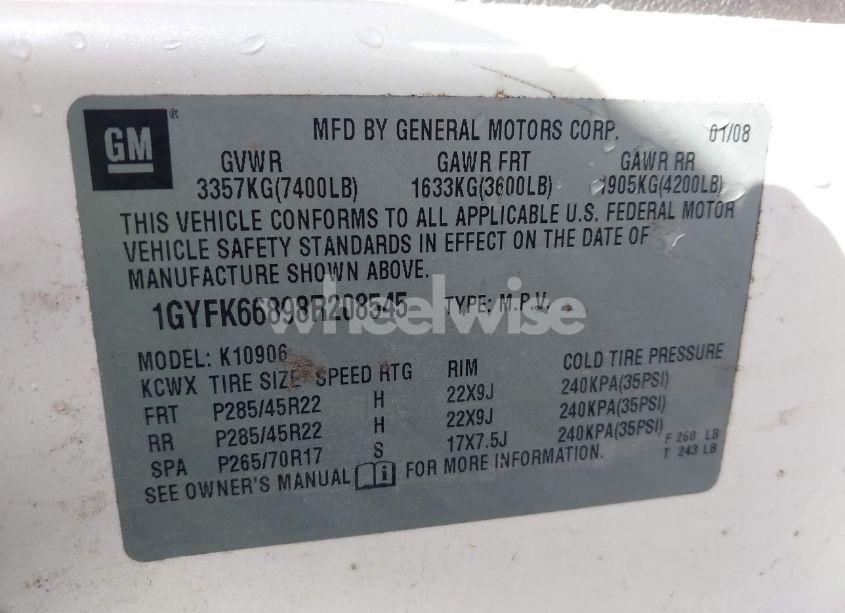 GM ® MFD BY GENERAL MOTORS CORP. 01/08
GVWR GAWR FRT GAWR RR
3357KG(7400LB) 1633KG(3600LB) 1905KG(4200LB)
THIS VEHICLE CONFORMS TO ALL APPLICABLE U.S. FEDERAL MOTOR
VEHICLE SAFETY STANDARDS IN EFFECT ON THE DATE OF
MANUFACTURE SHOWN ABOVE.
1GYFK66898R208545 TYPE: M.P.V.
wheelwise
MODEL: K10906
KCWX TIRE SIZE SPEED RTG RIM COLD TIRE PRESSURE
FRT P285/45R22 H 22X9J 240KPA(35PSI)
RR P285/45R22 H 22X9J 240KPA(35PSI)
SPA P265/70R17 S 17X7.5J 240KPA(35PSI)
SEE OWNER'S MANUAL i FOR MORE INFORMATION.
F 260 LB
T 243 LB